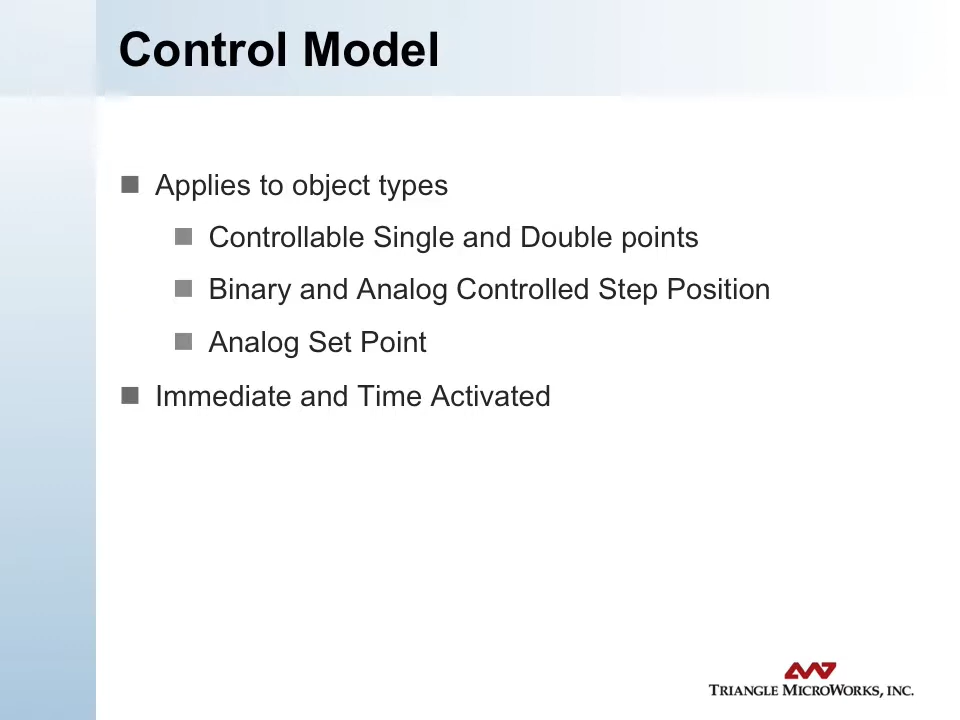 Control Model
Applies to object types
Controllable Single and Double points
Binary and Analog Controlled Step Position
Analog Set Point
Immediate and Time Activated
TRIANGLE MICROWORKS, INC.